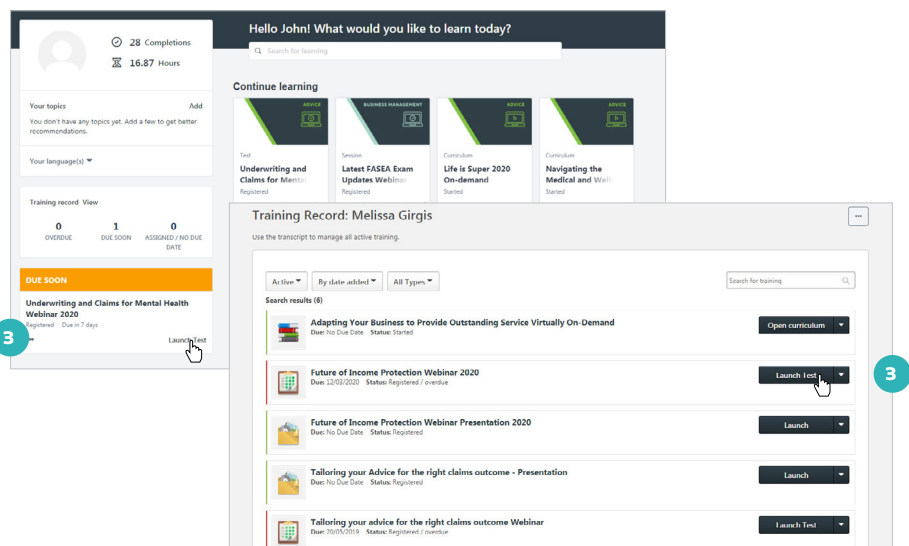 Hello John! What would you like to learn today?
28 Completions
16.87 Hours
Search for learning
Your topics Add
You don't have any topics yet. Add a few to get better
recommendations.
Your language(s)
Training record View
0
OVERDUE
1
DUE SOON
0
ASSIGNED / NO DUE
DATE
DUE SOON
Underwriting and Claims for Mental Health
Webinar 2020
Registered Due in 7 days
Launch Test
3
Continue learning
ADVICE
Test
Underwriting and
Claims for Mental
Registered
BUSINESS MANAGEMENT
Session
Latest FASEA Exam
Updates Webinar
Registered
ADVICE
Curriculum
Life is Super 2020
On-demand
Started
ADVICE
Curriculum
Navigating the
Medical and
Started
Training Record: Melissa Girgis
Use the transcript to manage all active training.
Active By date added All Types
Search for training
Search results (6)
Adapting Your Business to Provide Outstanding Service Virtually On-Demand
Due: No Due Date Status: Started
Open curriculum
Future of Income Protection Webinar 2020
Due: 12/03/2020 Status: Registered / overdue
Launch Test
3
Future of Income Protection Webinar Presentation 2020
Due: No Due Date Status: Registered
Launch
Tailoring your Advice for the right claims outcome - Presentation
Due: No Due Date Status: Registered
Launch
Tailoring your advice for the right claims outcome Webinar
Due: 20/05/2019 Status: Registered / overdue
Launch Test